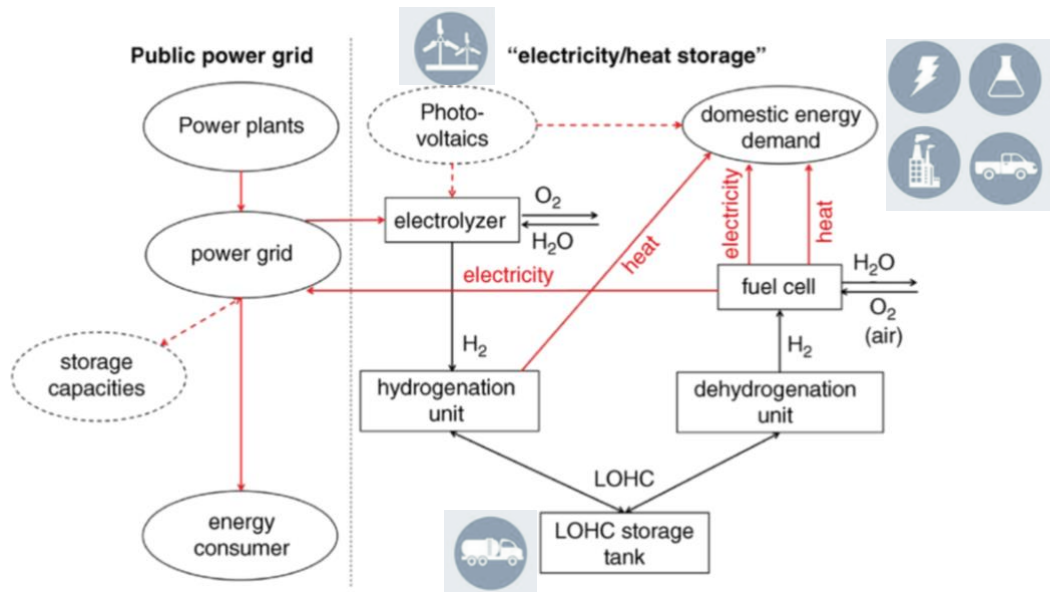 Public power grid
“electricity/heat storage”
Power plants
Photo-
voltaics
domestic energy
demand
electrolyzer
O2
H2O
power grid
electricity
heat
electricity
heat
fuel cell
H2O
O2
(air)
storage
capacities
H2
H2
hydrogenation
unit
dehydrogenation
unit
LOHC
energy
consumer
LOHC storage
tank